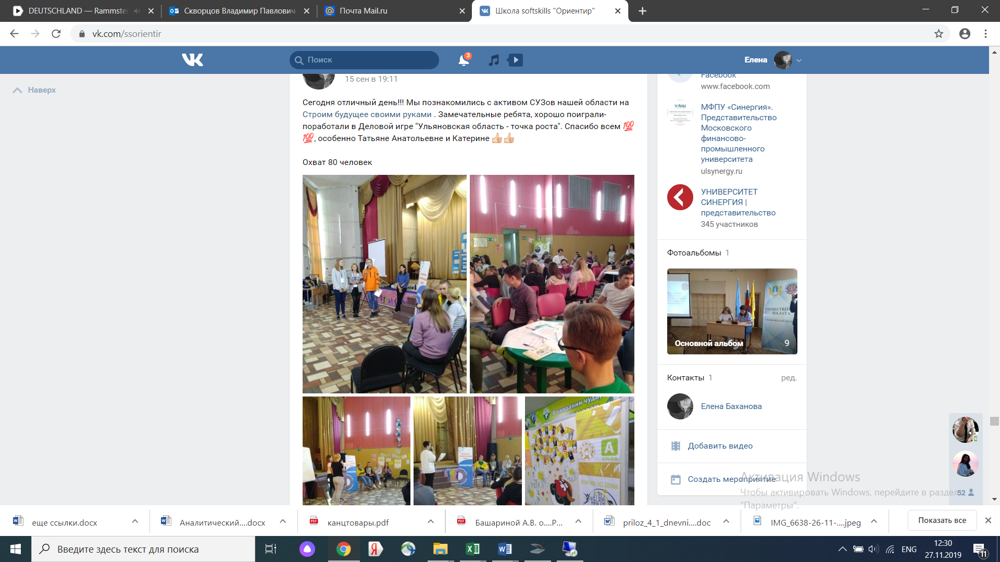 DEUTSCHLAND — Rammste
Скворцов Владимир Павлович
Почта Mail.ru
Школа softskills "Ориентир"
vk.com/ssorientir
Поиск
3
Елена
Наверх
15 сен в 19:11
Сегодня отличный день!!! Мы познакомились с активом СУЗов нашей области на
Строим будущее своими руками . Замечательные ребята, хорошо поиграли-
поработали в Деловой игре "Ульяновская область - точка роста". Спасибо всем 💯
💯, особенно Татьяне Анатольевне и Катерине 👍👍
Охват 80 человек
В ожидании чуда
АЛЬФА
Facebook
www.facebook.com
МФПУ «Синергия».
Представительство
Московского
финансово-
промышленного
университета
ulsynergy.ru
УНИВЕРСИТЕТ
СИНЕРГИЯ |
представительство
345 участников
Фотоальбомы 1
ОБЩЕСТВЕН
ПАЛАТА
Основной альбом 9
Контакты 1 ред.
Елена Баханова
Добавить видео
Создать мероприятие
52
Активация Windows
Чтобы активировать Windows, перейдите в раздел
"Параметры".
еще ссылки.docx
Аналитический....docx
канцтовары.pdf
Башариной А.В. о....P...
priloz_4_1_dnevni....doc
IMG_6638-26-11-....jpeg
Показать все
Введите здесь текст для поиска
ENG
12:30
27.11.2019
11